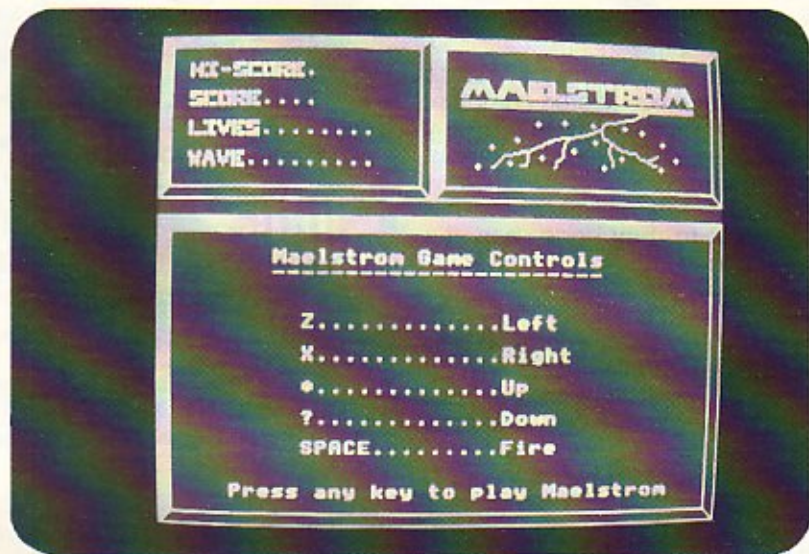 HI-SCORE.
SCORE....
LIVES........
WAVE.........
MAELSTROM
Maelstrom Game Controls
Z.............Left
X.............Right
*.............Up
?.............Down
SPACE.........Fire
Press any key to play Maelstrom